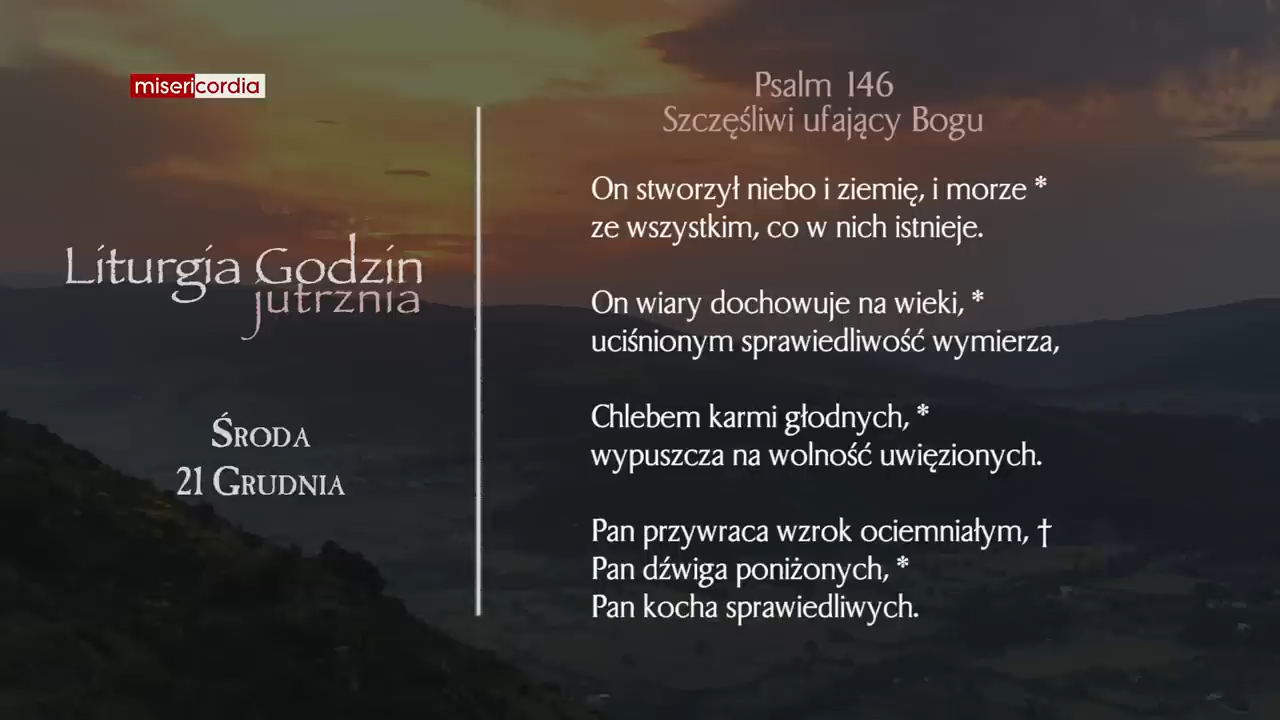 misericordia
Liturgia Godzin
jutrznia
Środa
21 Grudnia
Psalm 146
Szczęśliwi ufający Bogu
On stworzył niebo i ziemię, i morze *
ze wszystkim, co w nich istnieje.
On wiary dochowuje na wieki, *
uciśnionym sprawiedliwość wymierza,
Chlebem karmi głodnych, *
wypuszcza na wolność uwięzionych.
Pan przywraca wzrok ociemniałym, †
Pan dźwiga poniżonych, *
Pan kocha sprawiedliwych.